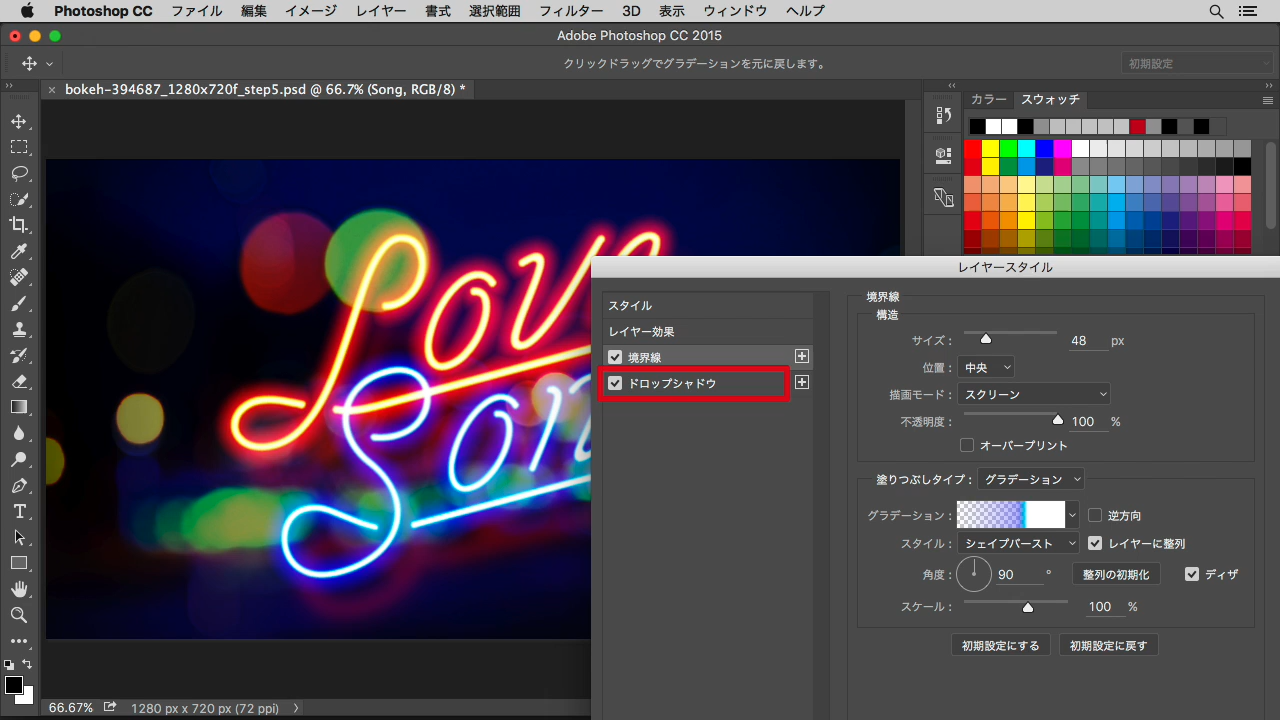 Photoshop CC ファイル 編集 イメージ レイヤー 書式 選択範囲 フィルター 3D 表示 ウィンドウ ヘルプ
Adobe Photoshop CC 2015
クリックドラッグでグラデーションを元に戻します。
初期設定
× bokeh-394687_1280x720f_step5.psd @ 66.7% (Song, RGB/8) *
カラー スウォッチ
Love
Son
レイヤースタイル
スタイル
レイヤー効果
境界線
ドロップシャドウ
境界線
構造
サイズ : 48 px
位置 : 中央
描画モード : スクリーン
不透明度 : 100 %
オーバープリント
塗りつぶしタイプ : グラデーション
グラデーション : 逆方向
スタイル : シェイプバースト レイヤーに整列
角度 : 90 ° 整列の初期化 ディザ
スケール : 100 %
初期設定にする 初期設定に戻す
66.67% 1280 px x 720 px (72 ppi)